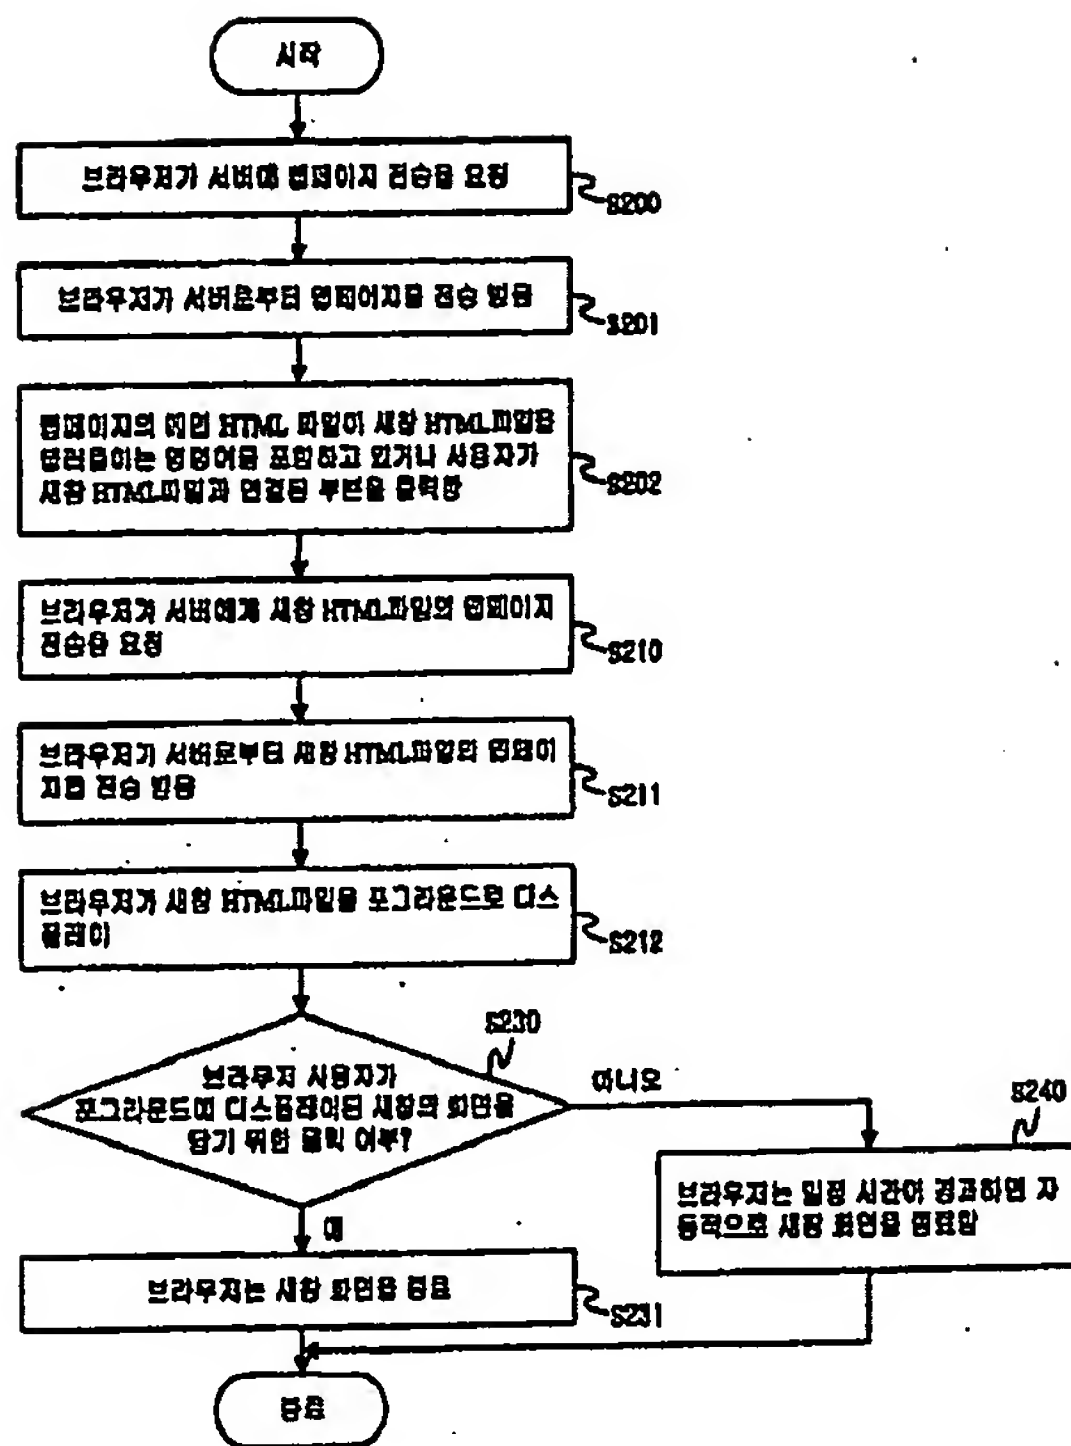 시작
브라우저가 서버에 웹페이지 전송을 요청
S200
브라우저가 서버로부터 웹페이지를 전송 받음
S201
웹페이지의 메인 HTML 파일이 새창 HTML파일을
불러들이는 명령어를 포함하고 있거나 사용자가
새창 HTML파일과 연결된 부분을 클릭함
S202
브라우저가 서버에게 새창 HTML파일의 웹페이지
전송을 요청
S210
브라우저가 서버로부터 새창 HTML파일의 웹페이
지를 전송 받음
S211
브라우저가 새창 HTML파일을 포그라운드로 디스
플레이
S212
S230
브라우저 사용자가
포그라운드에 디스플레이된 새창의 화면을
닫기 위한 클릭 여부?
아니오
S240
브라우저는 일정 시간이 경과하면 자
동적으로 새창 화면을 종료함
예
브라우저는 새창 화면을 종료
S231
종료